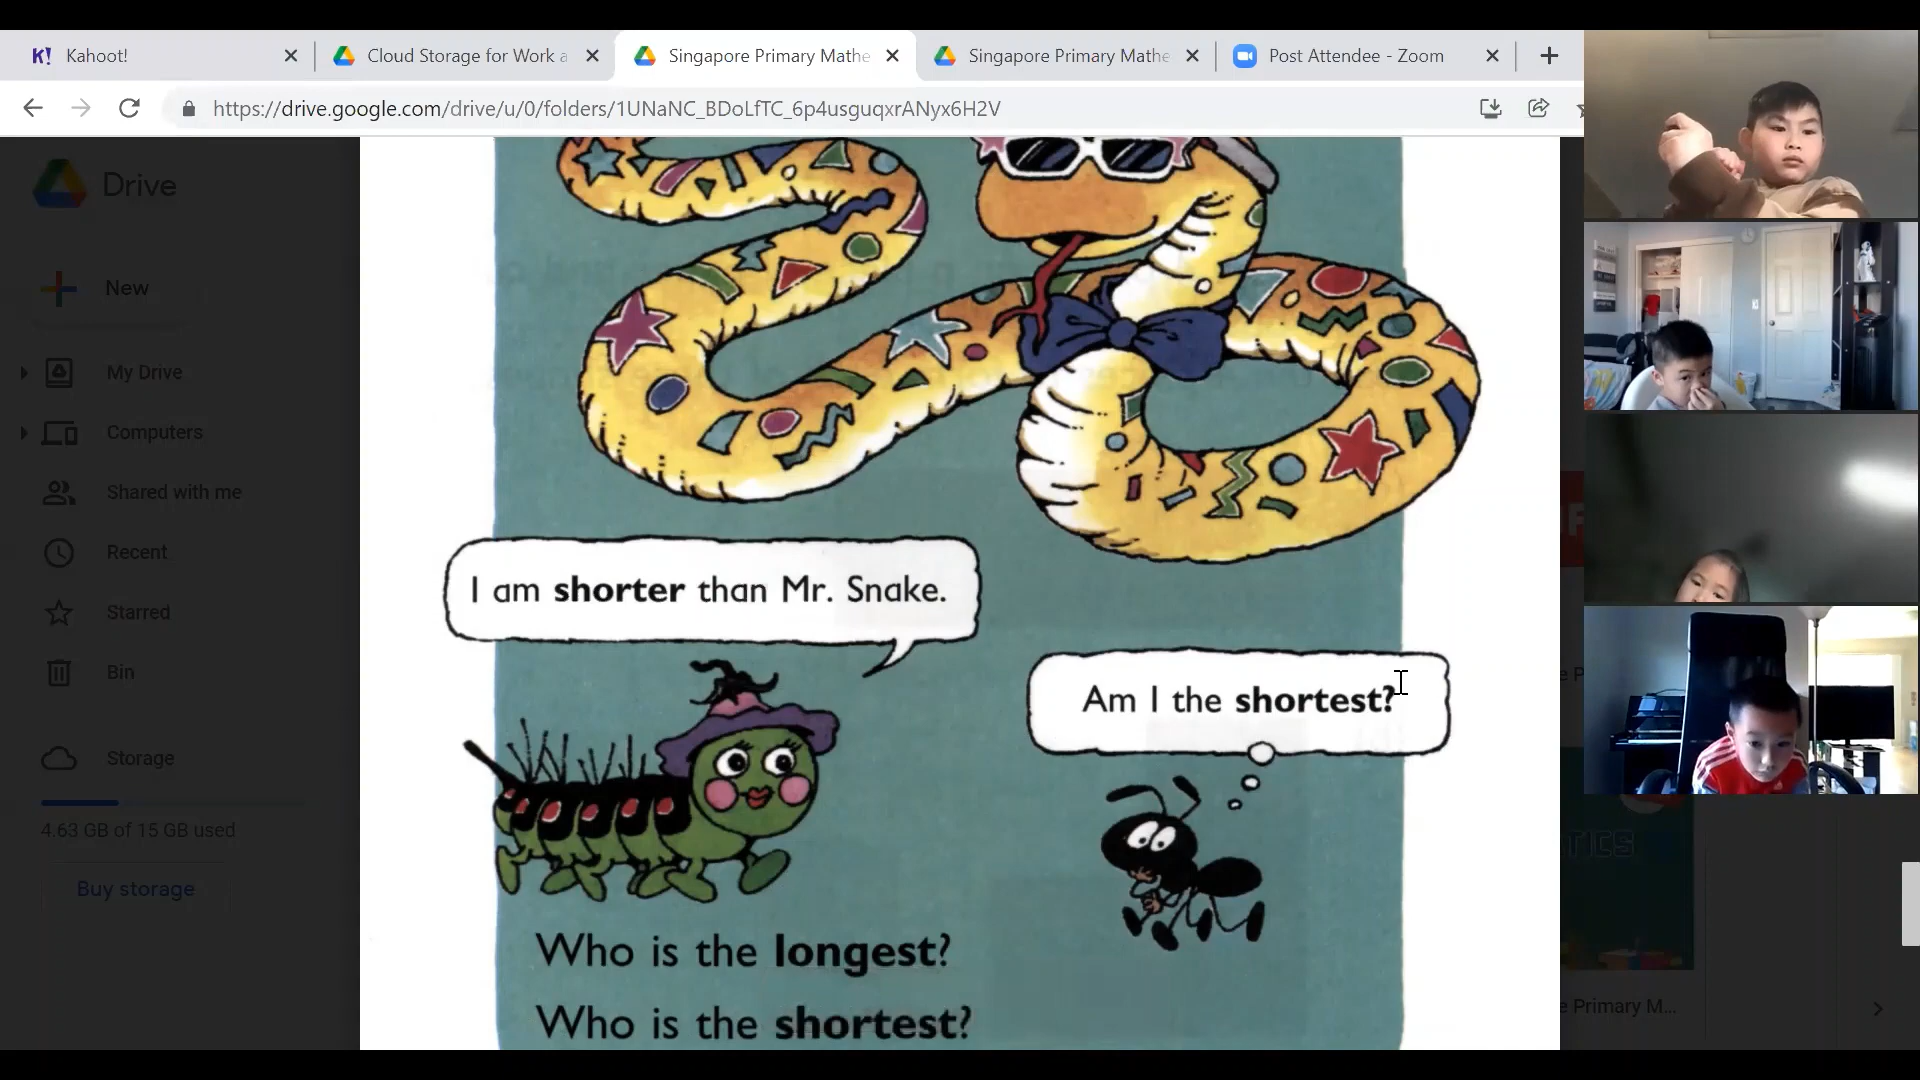 Kahoot!
Cloud Storage for Work a
Singapore Primary Mathe
Singapore Primary Mathe
Post Attendee - Zoom
https://drive.google.com/drive/u/0/folders/1UNaNC_BDoLfTC_6p4usguqxrANyx6H2V
Drive
New
My Drive
Computers
Shared with me
Recent
Starred
Bin
Storage
4.63 GB of 15 GB used
Buy storage
I am shorter than Mr. Snake.
Am I the shortest?
Who is the longest?
Who is the shortest?
e Primary M...